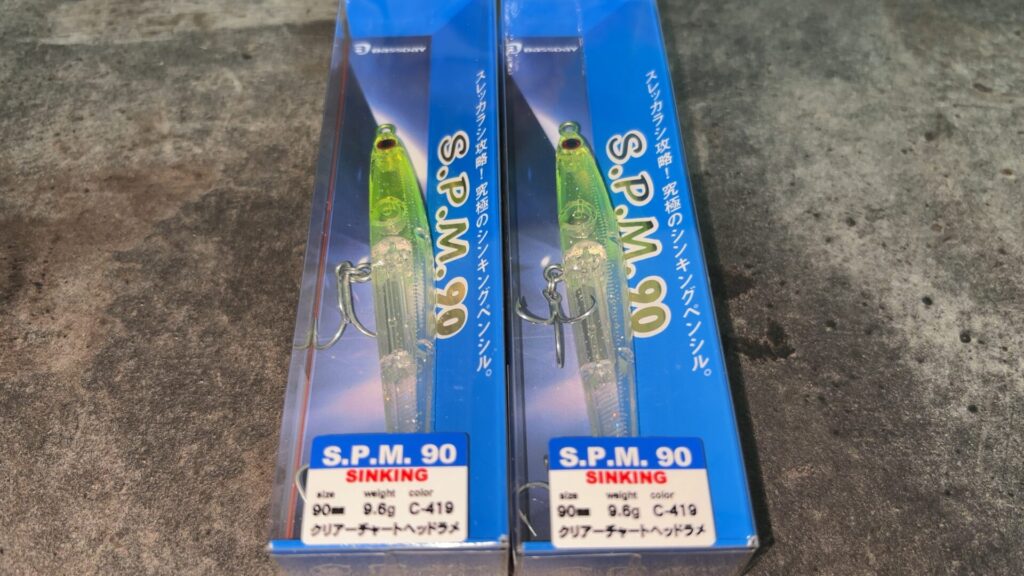 BASSDAY
スレッカラシ攻略！究極のシンキングペンシル。
S.P.M.90
S.P.M. 90
SINKING
size weight color
90mm 9.6g C-419
クリアーチャートヘッドラメ
BASSDAY
スレッカラシ攻略！究極のシンキングペンシル。
S.P.M.90
S.P.M. 90
SINKING
size weight color
90mm 9.6g C-419
クリアーチャートヘッドラメ